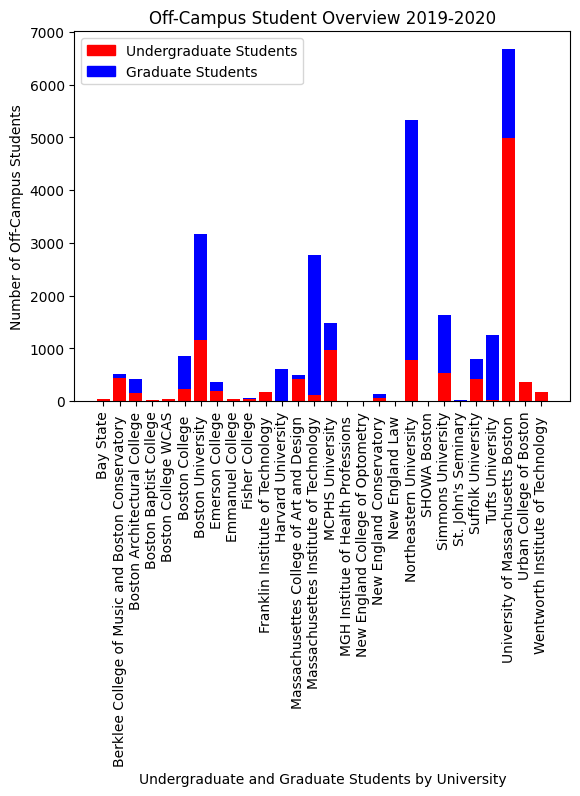 Off-Campus Student Overview 2019-2020
Undergraduate Students
Graduate Students
Number of Off-Campus Students
7000
6000
5000
4000
3000
2000
1000
0
Bay State
Berklee College of Music and Boston Conservatory
Boston Architectural College
Boston Baptist College
Boston College WCAS
Boston College
Boston University
Emerson College
Emmanuel College
Fisher College
Franklin Institute of Technology
Harvard University
Massachusettes College of Art and Design
Massachusetts Institute of Technology
MCPHS University
MGH Institue of Health Professions
New England College of Optometry
New England Conservatory
New England Law
Northeastern University
SHOWA Boston
Simmons University
St. John's Seminary
Suffolk University
Tufts University
University of Massachusetts Boston
Urban College of Boston
Wentworth Institute of Technology
Undergraduate and Graduate Students by University